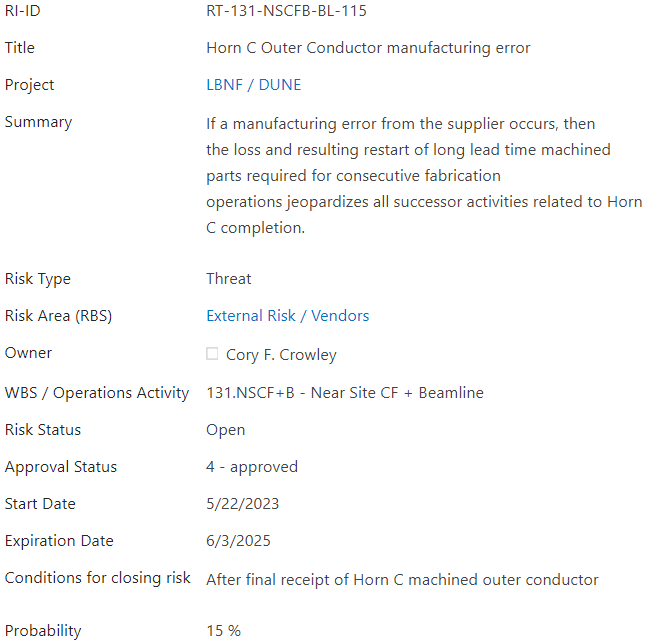 RI-ID RT-131-NSCFB-BL-115
Title Horn C Outer Conductor manufacturing error
Project LBNF / DUNE
Summary If a manufacturing error from the supplier occurs, then
the loss and resulting restart of long lead time machined
parts required for consecutive fabrication
operations jeopardizes all successor activities related to Horn
C completion.
Risk Type Threat
Risk Area (RBS) External Risk / Vendors
Owner Cory F. Crowley
WBS / Operations Activity 131.NSCF+B - Near Site CF + Beamline
Risk Status Open
Approval Status 4 - approved
Start Date 5/22/2023
Expiration Date 6/3/2025
Conditions for closing risk After final receipt of Horn C machined outer conductor
Probability 15 %